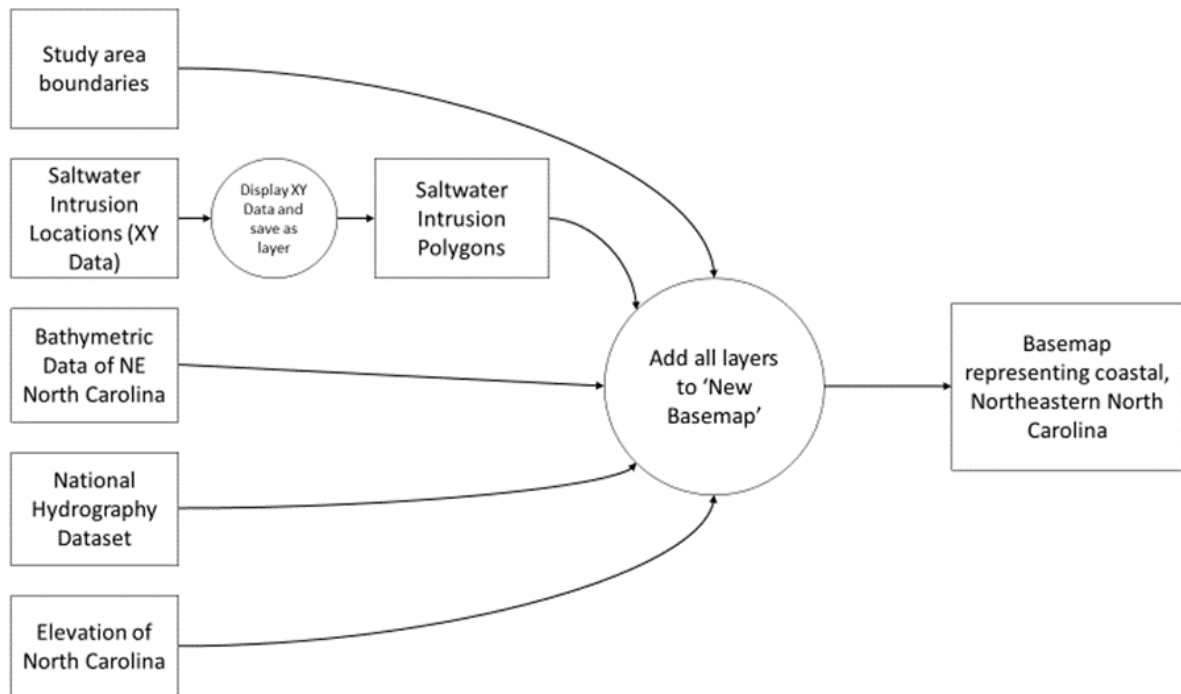 Study area
boundaries
Saltwater
Intrusion
Locations (XY
Data)
Display XY
Data and
save as
layer
Saltwater
Intrusion
Polygons
Bathymetric
Data of NE
North Carolina
National
Hydrography
Dataset
Elevation of
North Carolina
Add all layers
to ‘New
Basemap’
Basemap
representing coastal,
Northeastern North
Carolina